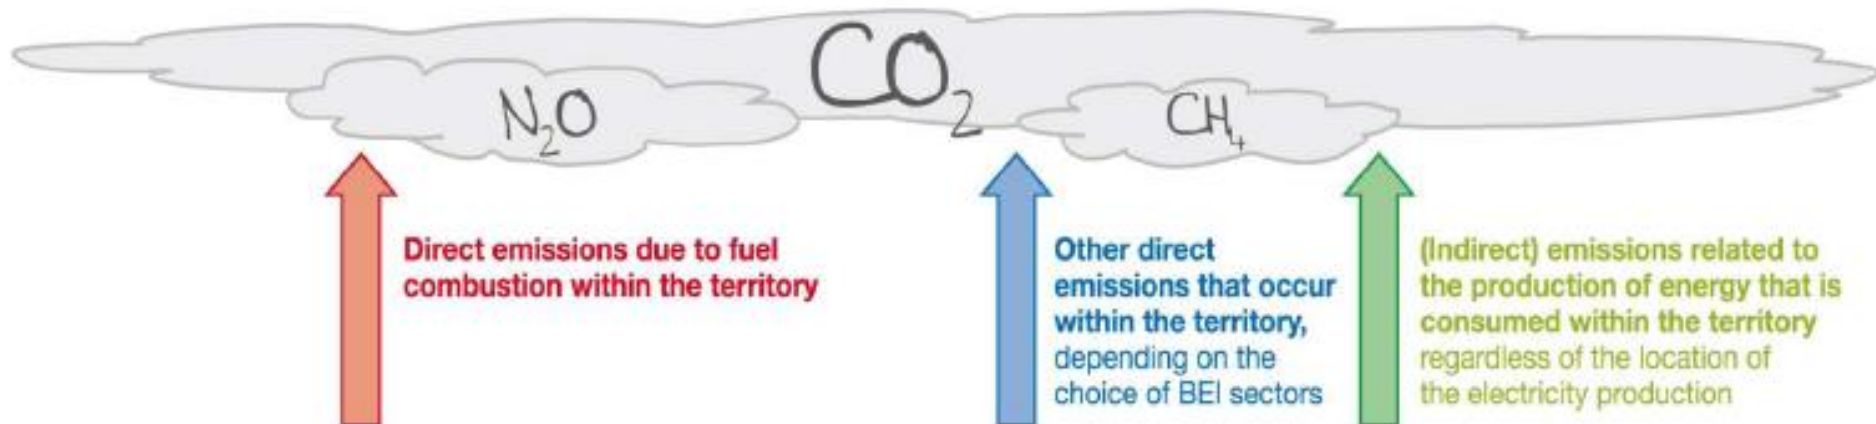 CO2
N2O
CH4
Direct emissions due to fuel
combustion within the territory
Other direct
emissions that occur
within the territory,
depending on the
choice of BEI sectors
(Indirect) emissions related to
the production of energy that is
consumed within the territory
regardless of the location of
the electricity production